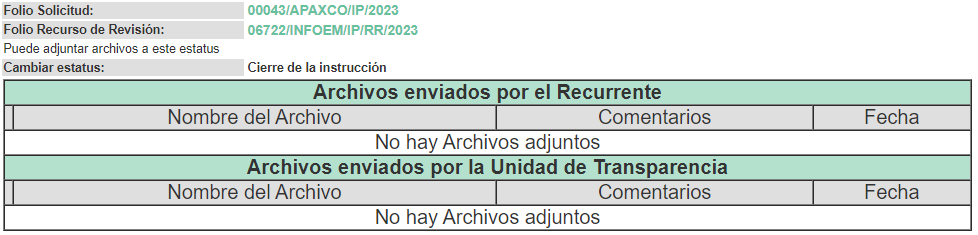 Folio Solicitud: 00043/APAXCO/IP/2023
Folio Recurso de Revisión: 06722/INFOEM/IP/RR/2023
Puede adjuntar archivos a este estatus
Cambiar estatus: Cierre de la instrucción
Archivos enviados por el Recurrente
Nombre del Archivo Comentarios Fecha
No hay Archivos adjuntos
Archivos enviados por la Unidad de Transparencia
Nombre del Archivo Comentarios Fecha
No hay Archivos adjuntos